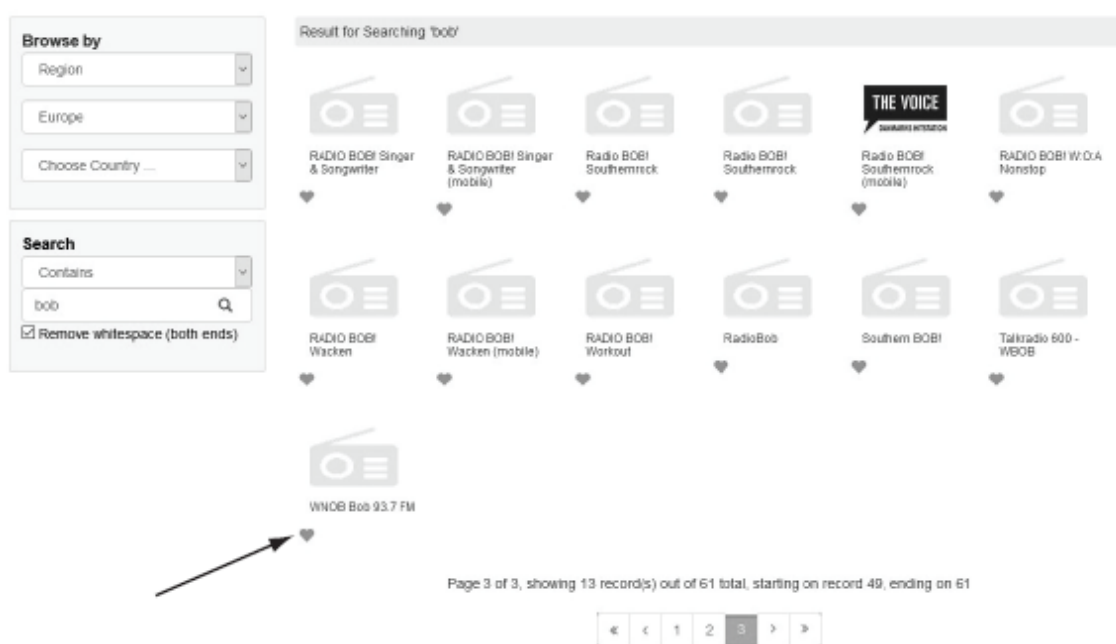 Browse by
Region
Europe
Choose Country ...
Search
Contains
bob
Remove whitespace (both ends)
Result for Searching 'bob'
RADIO BOB! Singer
& Songwriter
RADIO BOB! Singer
& Songwriter
(mobile)
Radio BOB!
Southernrock
Radio BOB!
Southernrock
THE VOICE
Radio BOB!
Southernrock
(mobile)
RADIO BOB! W:O:A
Nonstop
RADIO BOB!
Wacken
RADIO BOB!
Wacken (mobile)
RADIO BOB!
Workout
RadioBob
Southern BOB!
Talkradio 600 -
WBOB
WNOB Bob 93.7 FM
Page 3 of 3, showing 13 record(s) out of 61 total, starting on record 49, ending on 61
« ‹ 1 2 3 › »